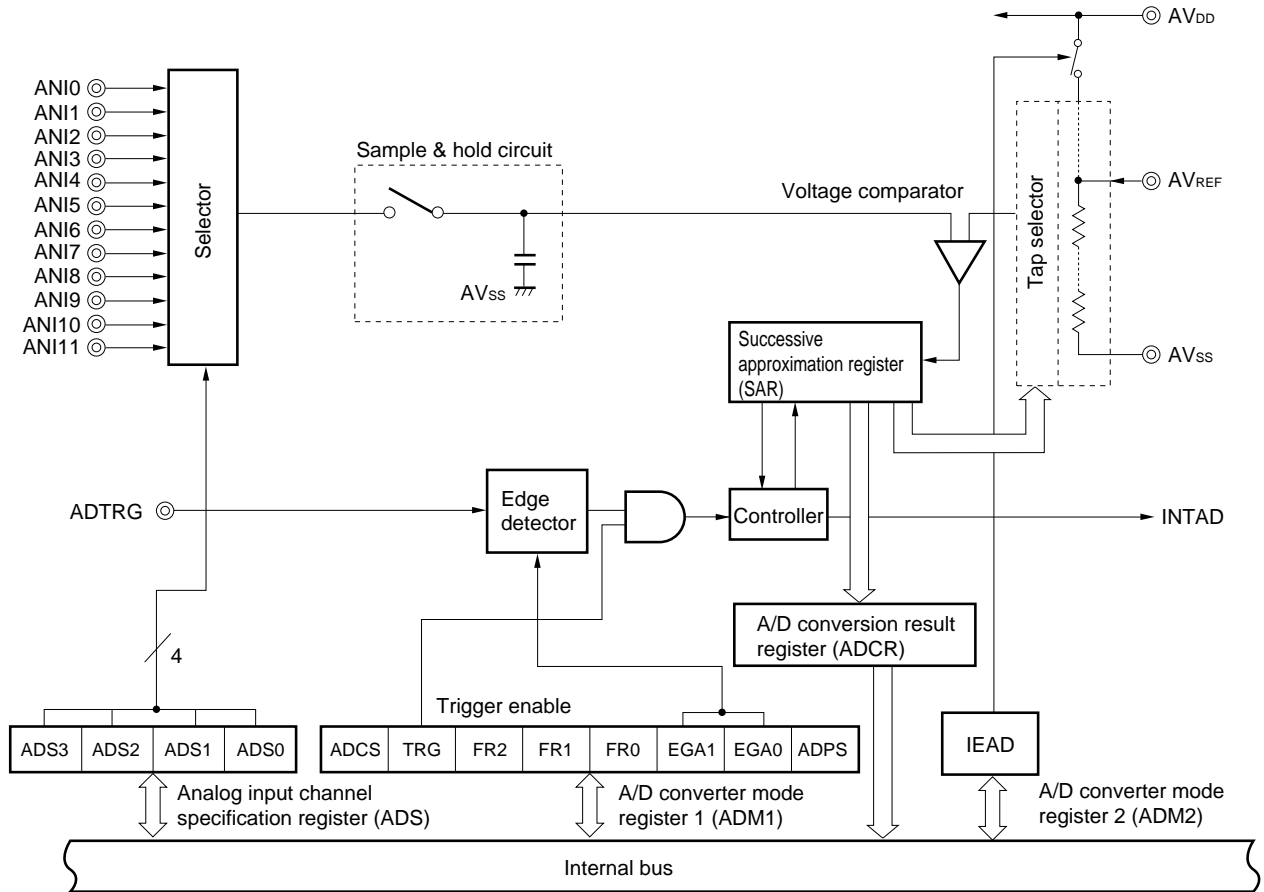 AVDD
ANI0
ANI1
ANI2
ANI3
ANI4
ANI5
ANI6
ANI7
ANI8
ANI9
ANI10
ANI11
Selector
Sample & hold circuit
AVSS
Voltage comparator
Tap selector
AVREF
AVSS
Successive
approximation register
(SAR)
ADTRG
Edge
detector
Controller
INTAD
A/D conversion result
register (ADCR)
4
Trigger enable
ADS3 ADS2 ADS1 ADS0
ADCS TRG FR2 FR1 FR0 EGA1 EGA0 ADPS
IEAD
Analog input channel
specification register (ADS)
A/D converter mode
register 1 (ADM1)
A/D converter mode
register 2 (ADM2)
Internal bus